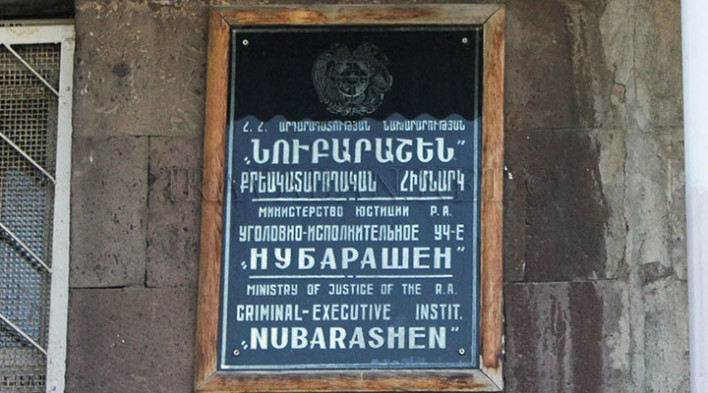 Հ. Հ. ԱՐԴԱՐԱԴԱՏՈՒԹՅԱՆ ՆԱԽԱՐԱՐՈՒԹՅԱՆ
„ՆՈՒԲԱՐԱՇԵՆ”
ՔՐԵԱԿԱՏԱՐՈՂԱԿԱՆ ՀԻՄՆԱՐԿ
МИНИСТЕРСТВО ЮСТИЦИИ Р.А.
УГОЛОВНО-ИСПОЛНИТЕЛЬНОЕ УЧ-Е
„НУБАРАШЕН”
MINISTRY OF JUSTICE OF THE R.A.
CRIMINAL-EXECUTIVE INSTIT.
„NUBARASHEN”